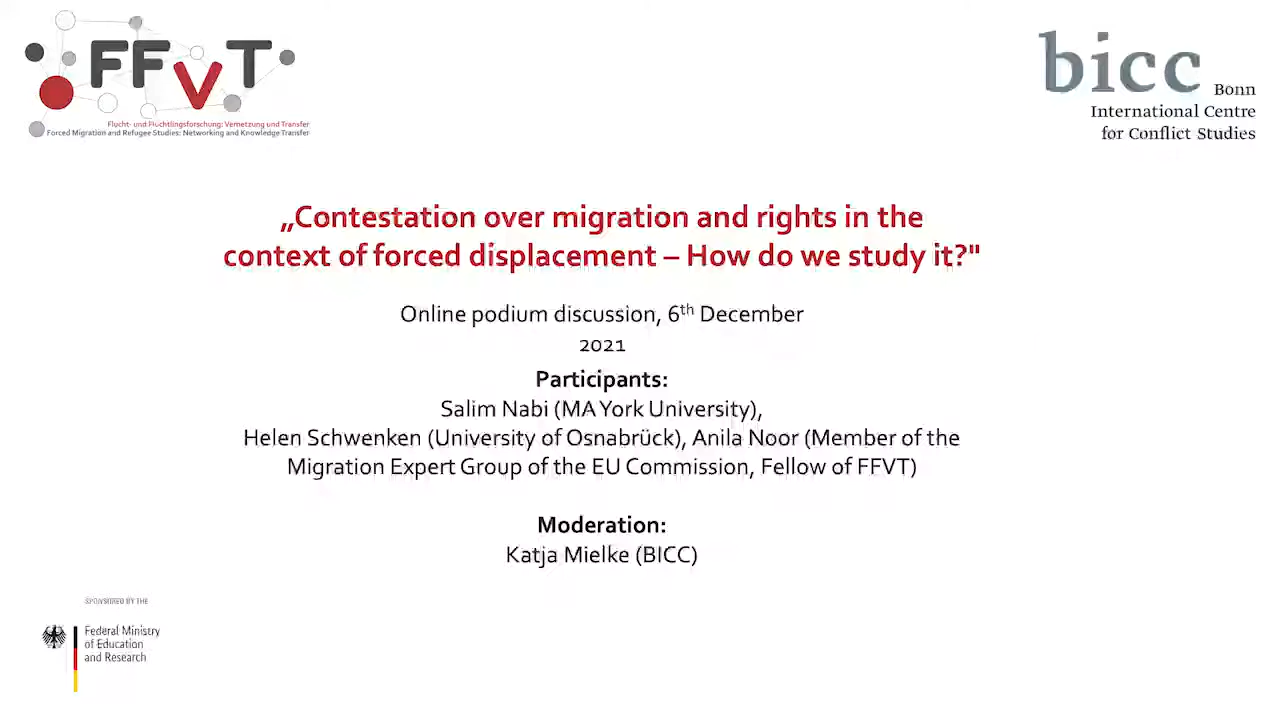 FFVT
Flucht- und Flüchtlingsforschung: Vernetzung und Transfer
Forced Migration and Refugee Studies: Networking and Knowledge Transfer
bicc Bonn
International Centre
for Conflict Studies
„Contestation over migration and rights in the
context of forced displacement – How do we study it?"
Online podium discussion, 6th December
2021
Participants:
Salim Nabi (MA York University),
Helen Schwenken (University of Osnabrück), Anila Noor (Member of the
Migration Expert Group of the EU Commission, Fellow of FFVT)
Moderation:
Katja Mielke (BICC)
SPONSORED BY THE
Federal Ministry
of Education
and Research